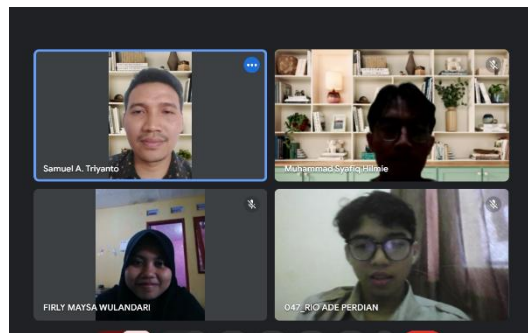 Samuel A. Triyanto
Muhammad Syafiq Hilmie
FIRLY MAYSA WULANDARI
047_RIO ADE PERDIAN